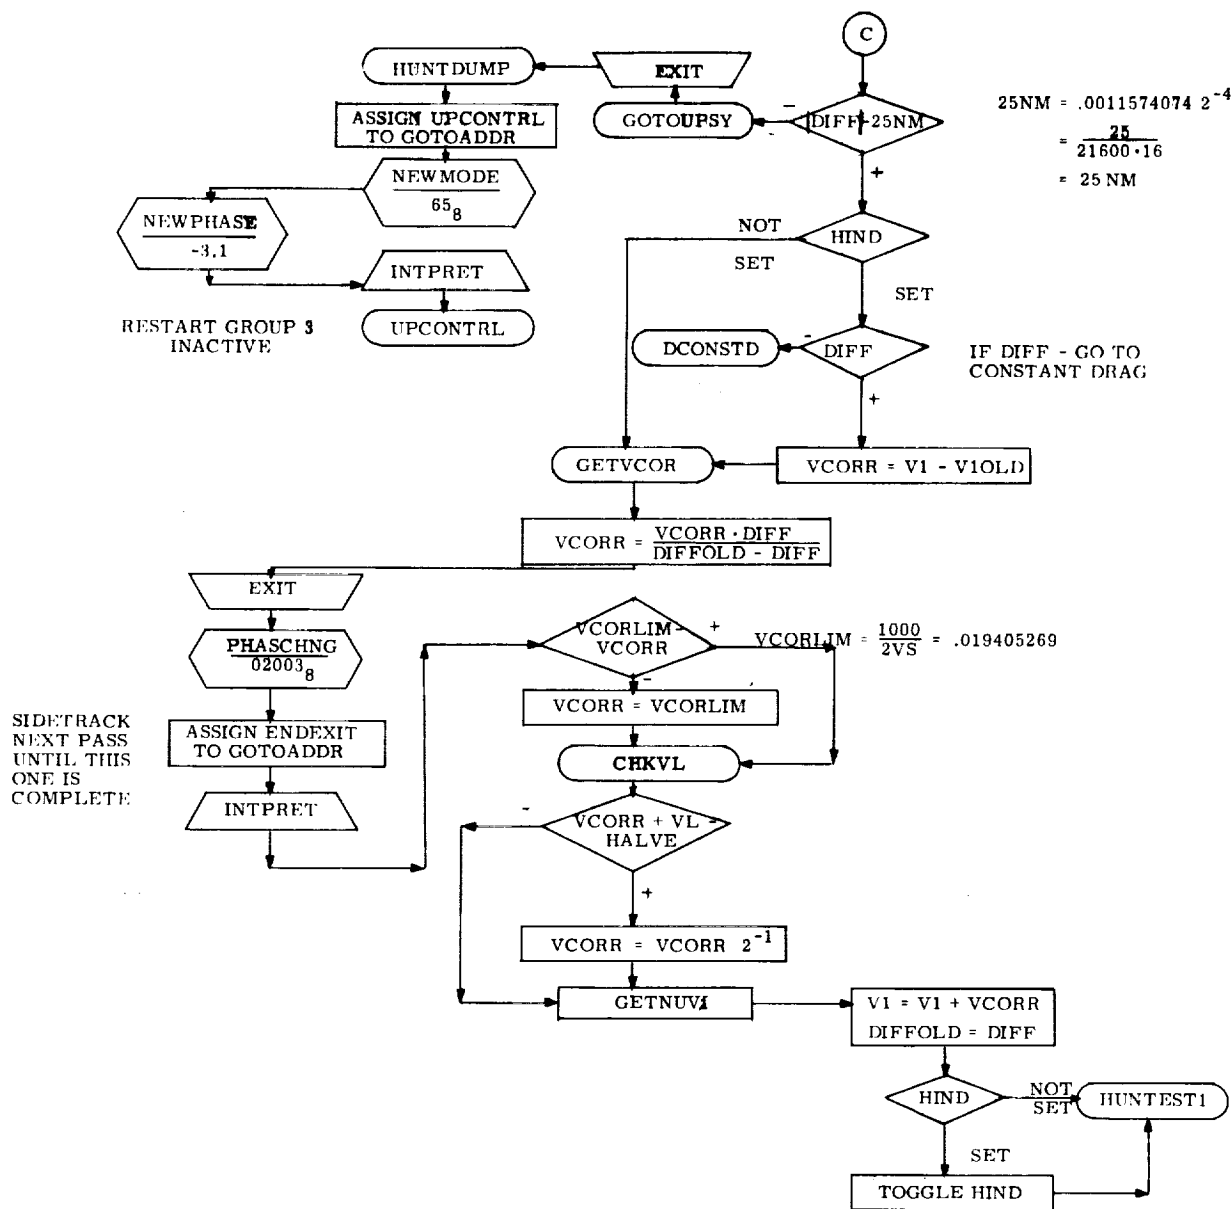 C
HUNTDUMP
EXIT
ASSIGN UPCONTRL
TO GOTOADDR
GOTOUPSY
-
|DIFF|-25NM
+
25NM = .0011574074 2^-4
= 25
21600·16
= 25 NM
NEWMODE
65_8
NEWPHASE
-3,1
INTPRET
UPCONTRL
RESTART GROUP 3
INACTIVE
NOT
SET
HIND
SET
DCONSTD
-
DIFF
+
IF DIFF - GO TO
CONSTANT DRAG
GETVCOR
VCORR = V1 - V1OLD
VCORR = VCORR · DIFF
DIFFOLD - DIFF
EXIT
PHASCHNG
02003_8
ASSIGN ENDEXIT
TO GOTOADDR
INTPRET
SIDETRACK
NEXT PASS
UNTIL THIS
ONE IS
COMPLETE
VCORLIM -
VCORR
+
-
VCORLIM = 1000
2VS
= .019405269
VCORR = VCORLIM
CHKVL
-
VCORR + VL -
HALVE
+
VCORR = VCORR 2^-1
GETNUV1
V1 = V1 + VCORR
DIFFOLD = DIFF
HIND
NOT
SET
HUNTEST1
SET
TOGGLE HIND